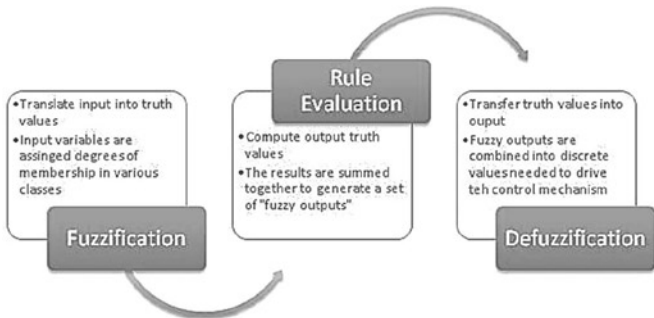 •Translate input into truth
values
•Input variables are
assinged degrees of
membership in various
classes
Fuzzification
Rule
Evaluation
•Compute output truth
values
•The results are summed
together to generate a set
of "fuzzy outputs"
•Transfer truth values into
ouput
•Fuzzy outputs are
combined into discrete
values needed to drive
teh control mechanism
Defuzzification